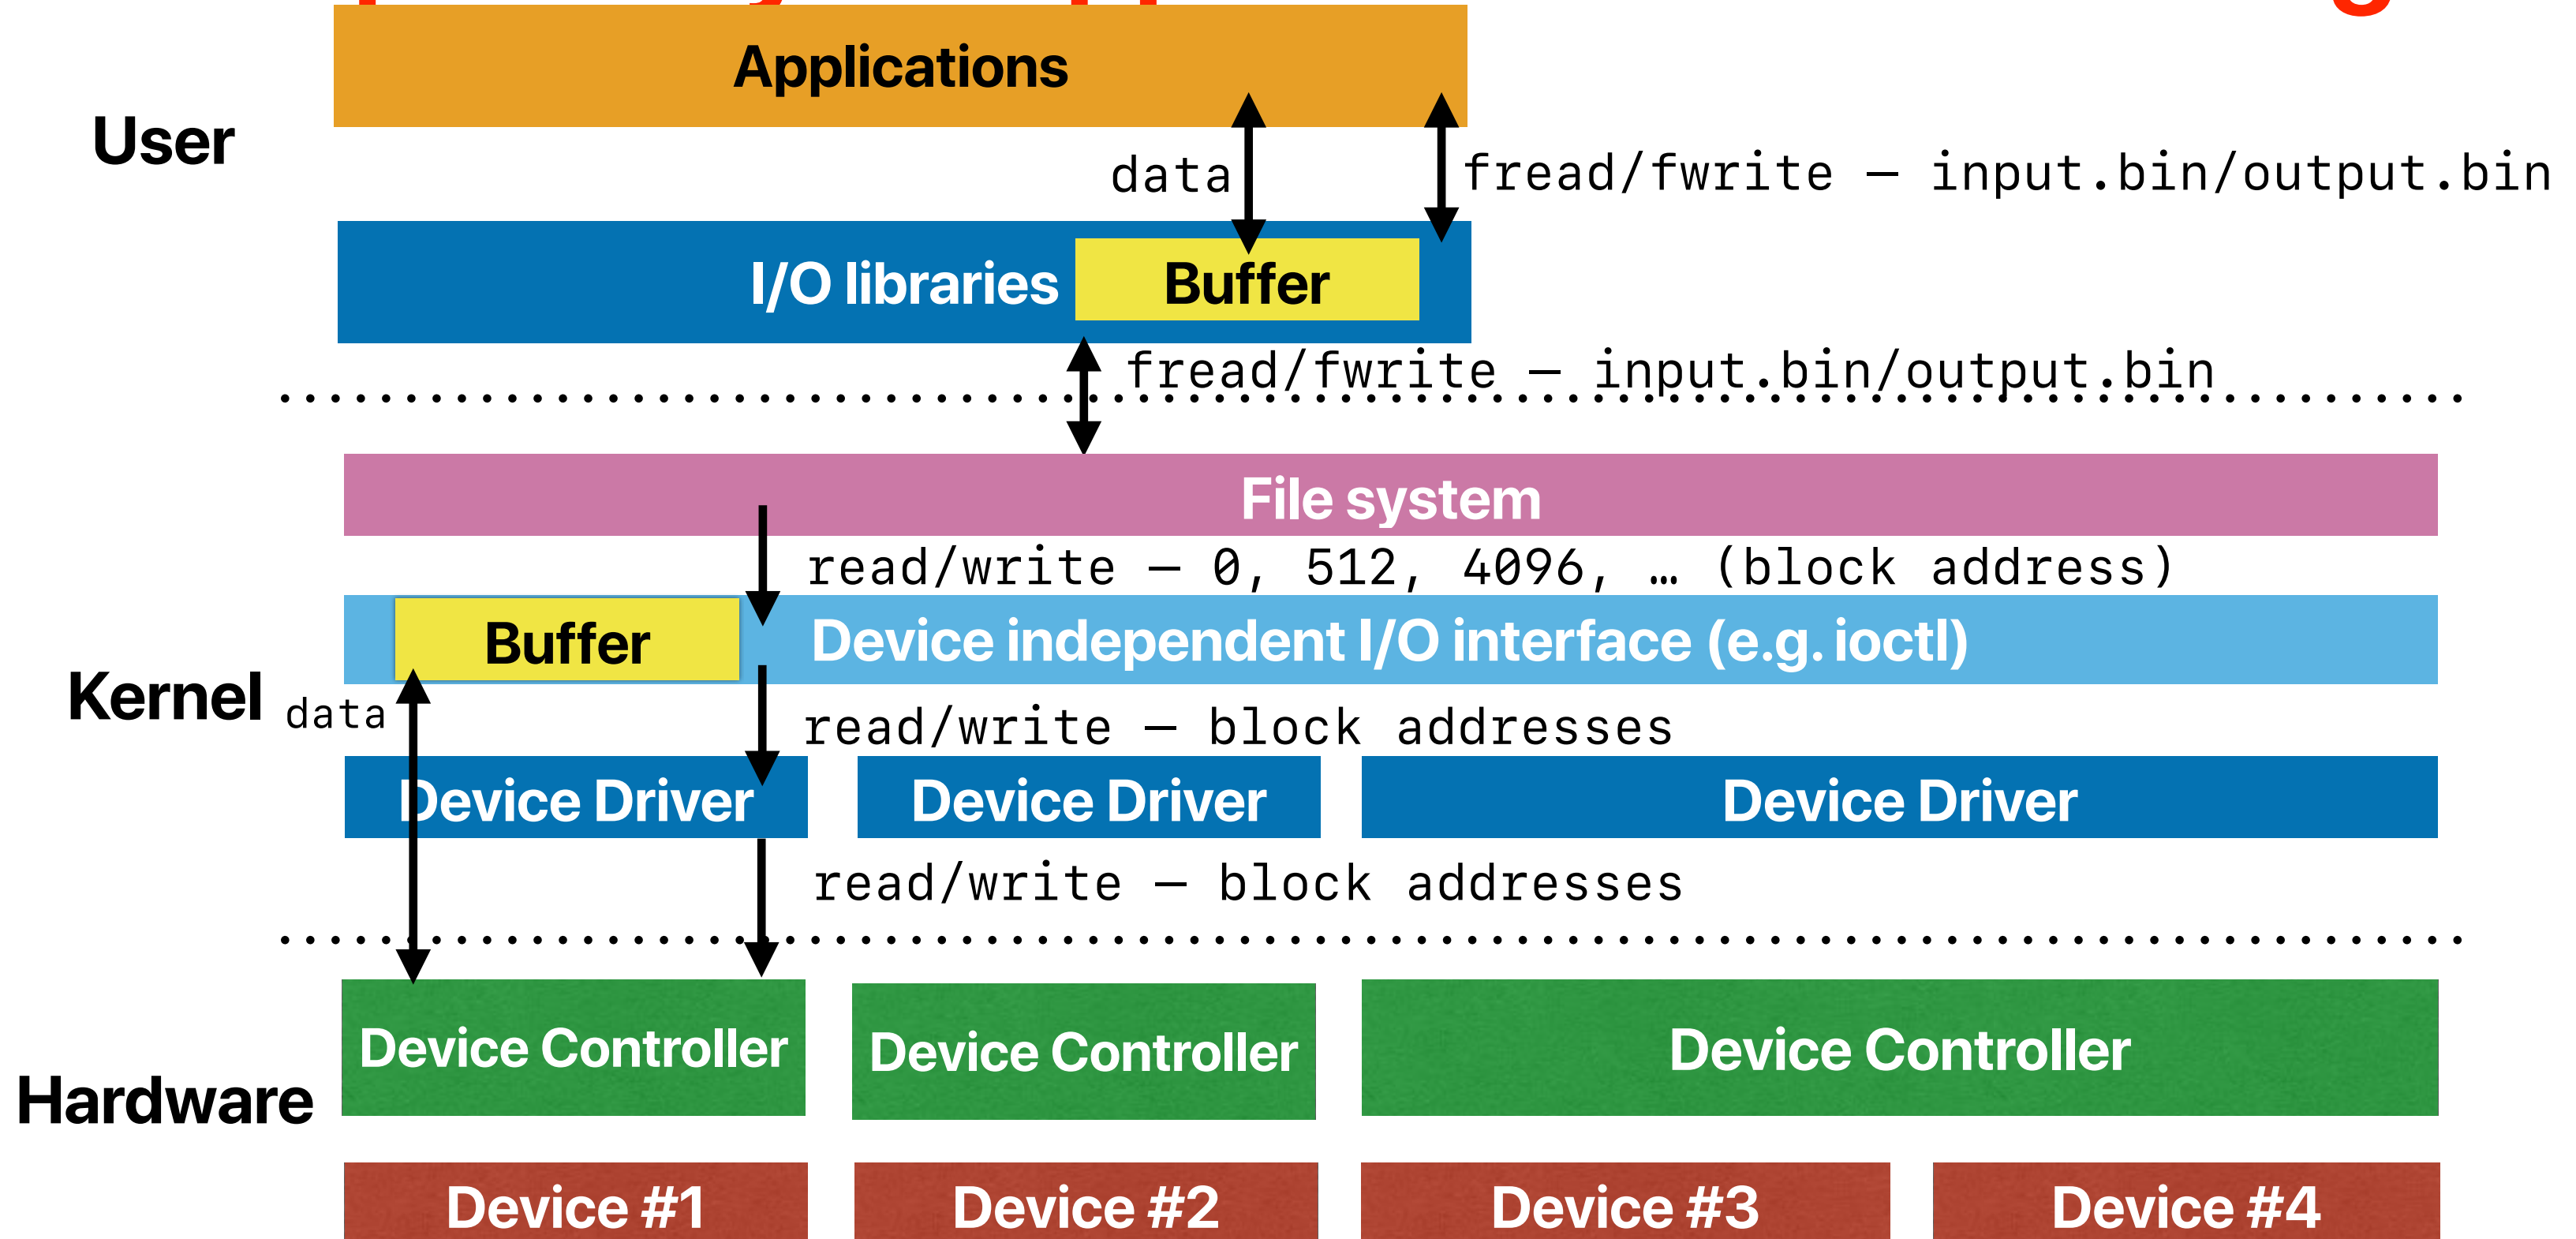 Applications
User
data
fread/fwrite — input.bin/output.bin
I/O libraries
Buffer
fread/fwrite — input.bin/output.bin
File system
read/write — 0, 512, 4096, … (block address)
Buffer
Device independent I/O interface (e.g. ioctl)
Kernel
data
read/write — block addresses
Device Driver
Device Driver
Device Driver
read/write — block addresses
Device Controller
Device Controller
Device Controller
Hardware
Device #1
Device #2
Device #3
Device #4